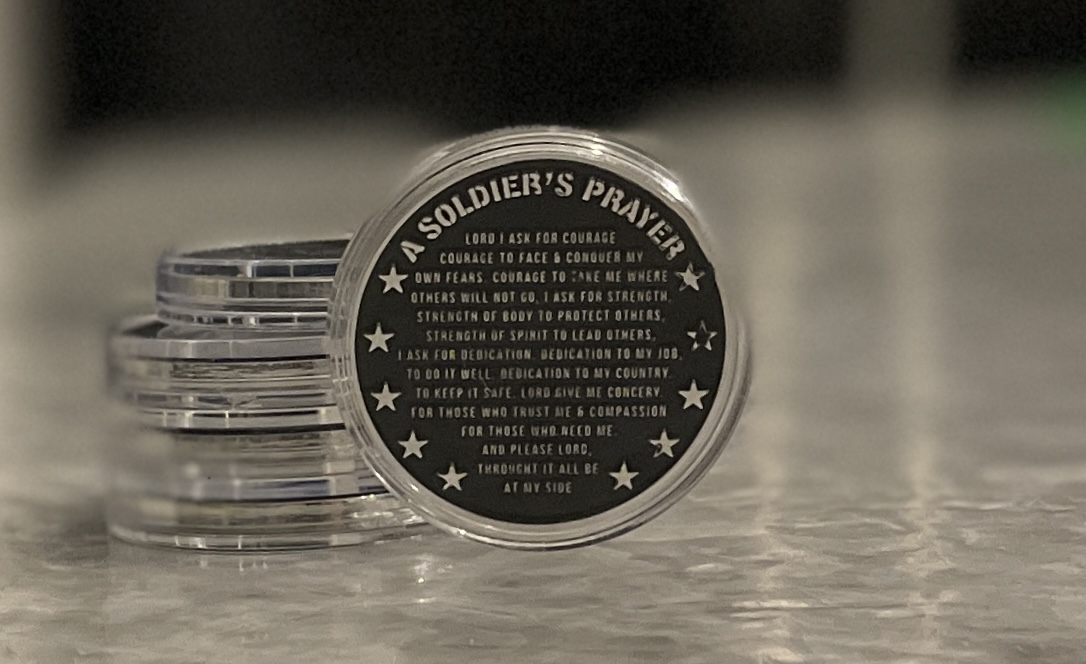 A SOLDIER'S PRAYER
LORD I ASK FOR COURAGE
COURAGE TO FACE & CONQUER MY
OWN FEARS. COURAGE TO TAKE ME WHERE
OTHERS WILL NOT GO, I ASK FOR STRENGTH,
STRENGTH OF BODY TO PROTECT OTHERS,
STRENGTH OF SPIRIT TO LEAD OTHERS,
I ASK FOR DEDICATION. DEDICATION TO MY JOB,
TO DO IT WELL. DEDICATION TO MY COUNTRY.
TO KEEP IT SAFE. LORD GIVE ME CONCERY.
FOR THOSE WHO TRUST ME & COMPASSION
FOR THOSE WHO NEED ME.
AND PLEASE LORD,
THROUGHT IT ALL BE
AT MY SIDE